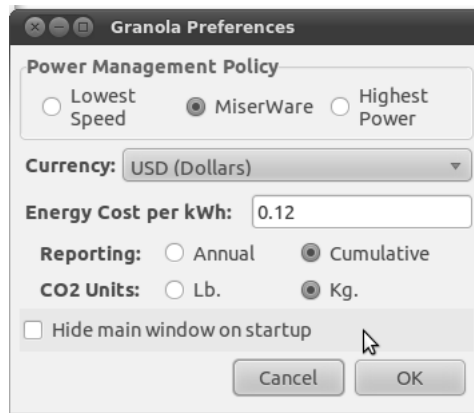 Granola Preferences
Power Management Policy
Lowest Speed
MiserWare
Highest Power
Currency: USD (Dollars)
Energy Cost per kWh: 0.12
Reporting: Annual Cumulative
CO2 Units: Lb. Kg.
Hide main window on startup
Cancel OK